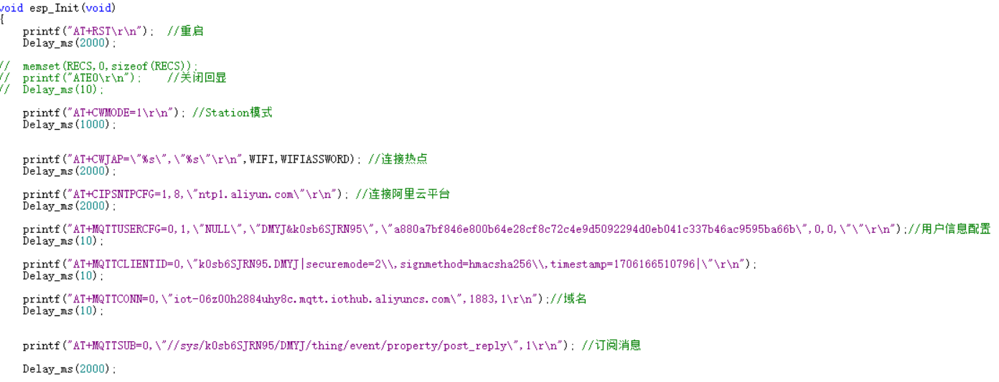 void esp_Init(void)
{
printf("AT+RST\r\n"); //重启
Delay_ms(2000);
// memset(RECS,0,sizeof(RECS));
// printf("ATE0\r\n"); //关闭回显
// Delay_ms(10);
printf("AT+CWMODE=1\r\n"); //Station模式
Delay_ms(1000);
printf("AT+CWJAP=\"%s\",\"%s\"\r\n",WIFI,WIFIASSWORD); //连接热点
Delay_ms(2000);
printf("AT+CIPSNTPCFG=1,8,\"ntp1.aliyun.com\"\r\n"); //连接阿里云平台
Delay_ms(2000);
printf("AT+MQTTUSERCFG=0,1,\"NULL\",\"DMYJ&k0sb6SJRN95\",\"a880a7bf846e800b64e28cf8c72c4e9d5092294d0eb041c337b46ac9595ba66b\",0,0,\"\"\r\n");//用户信息配置
Delay_ms(10);
printf("AT+MQTTCLIENTID=0,\"k0sb6SJRN95.DMYJ|securemode=2\\,signmethod=hmacsha256\\,timestamp=1706166510796|\"\r\n");
Delay_ms(10);
printf("AT+MQTTCONN=0,\"iot-06z00h2884uhy8c.mqtt.iothub.aliyuncs.com\",1883,1\r\n");//域名
Delay_ms(10);
printf("AT+MQTTSUB=0,\"//sys/k0sb6SJRN95/DMYJ/thing/event/property/post_reply\",1\r\n"); //订阅消息
Delay_ms(2000);